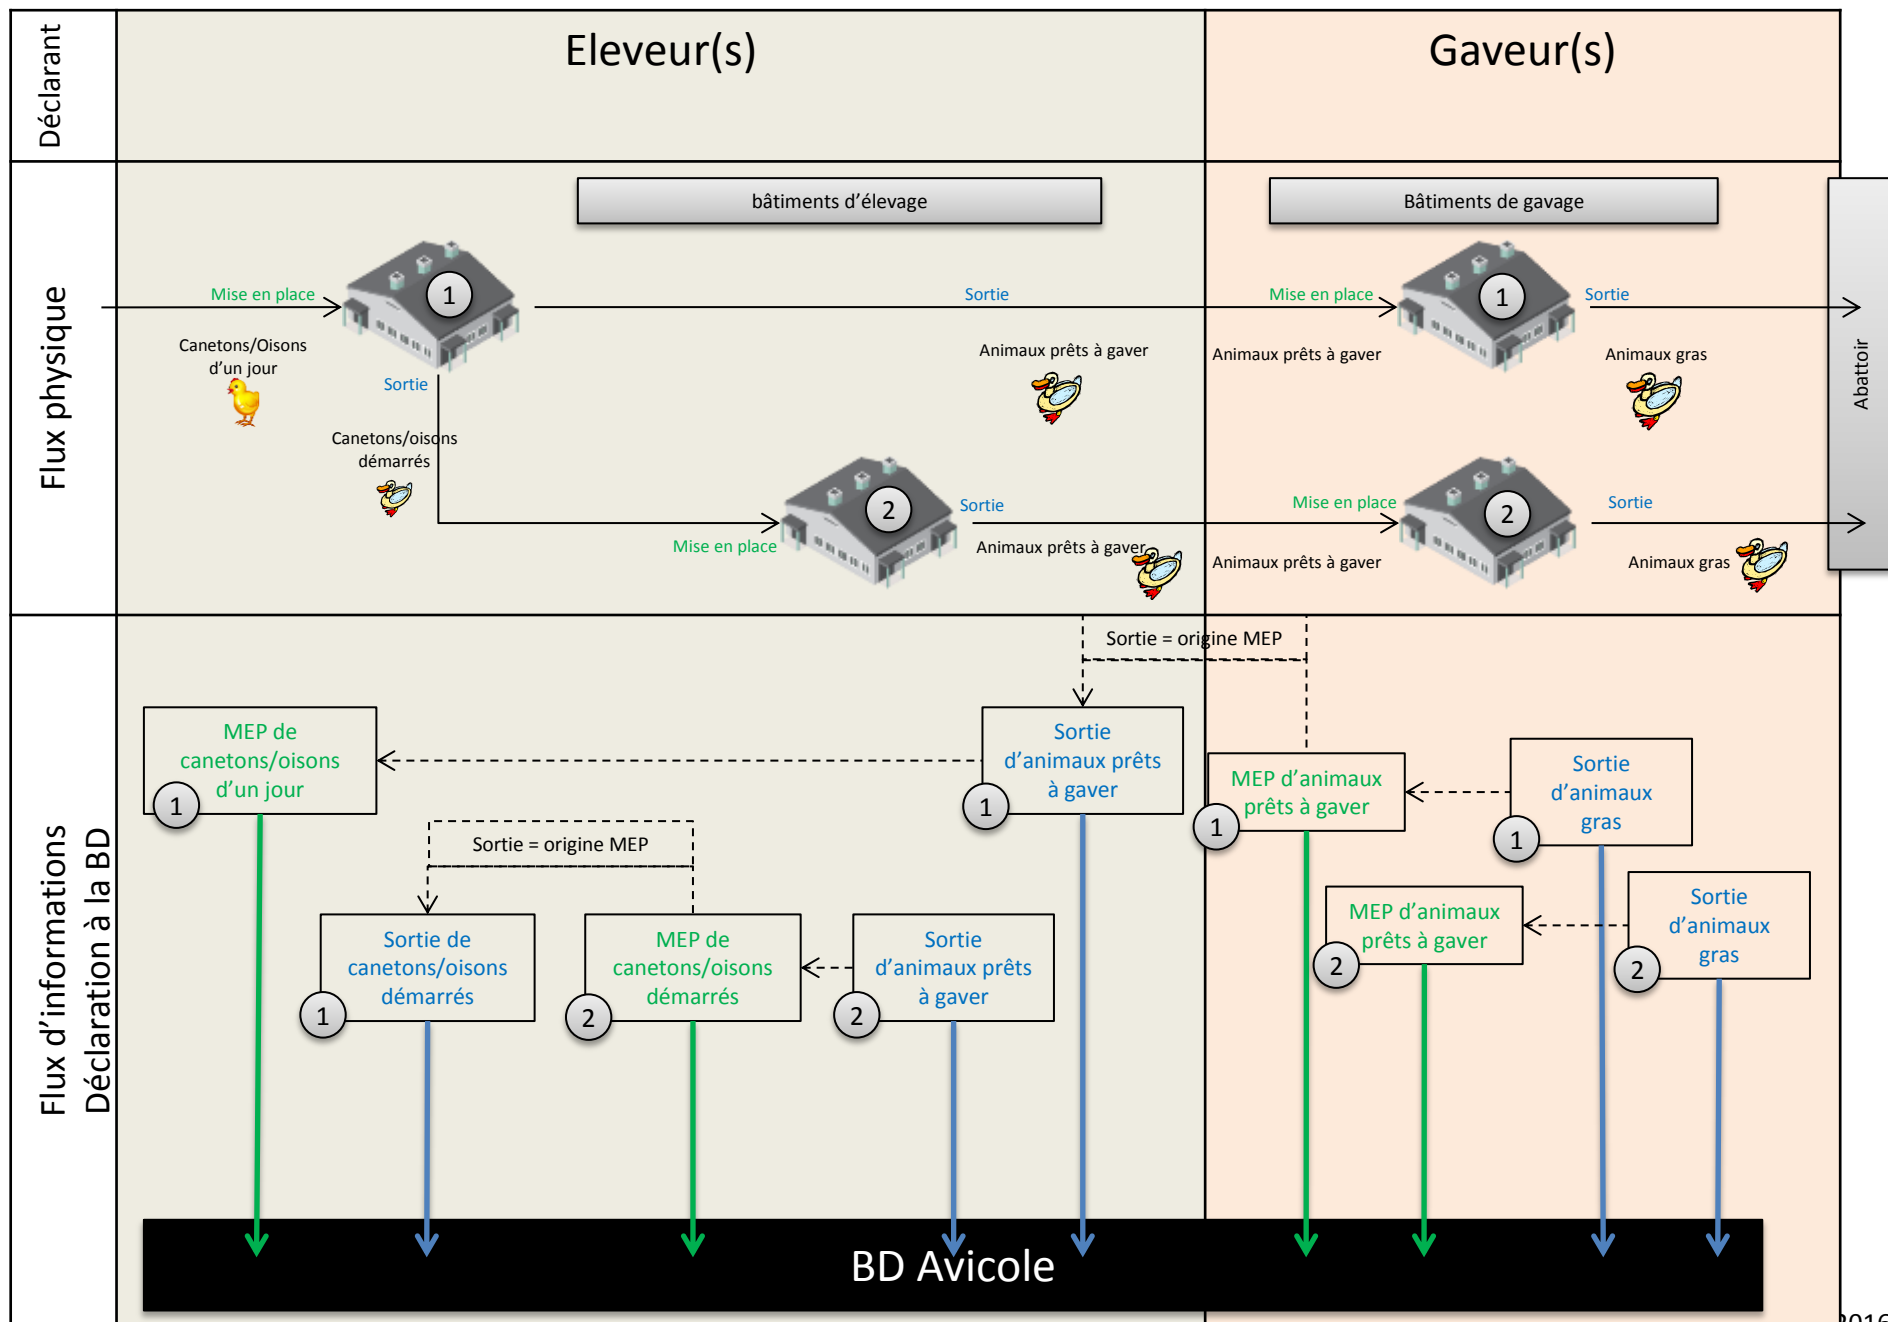 Déclarant
Eleveur(s)
Gaveur(s)
Flux physique
bâtiments d’élevage
Bâtiments de gavage
Abattoir
Mise en place
1
Sortie
Mise en place
1
Sortie
Canetons/Oisons
d’un jour
Sortie
Animaux prêts à gaver
Animaux prêts à gaver
Animaux gras
Canetons/oisons
démarrés
Mise en place
2
Sortie
Animaux prêts à gaver
Mise en place
2
Sortie
Animaux prêts à gaver
Animaux gras
Flux d’informations
Déclaration à la BD
Sortie = origine MEP
MEP de
canetons/oisons
d’un jour
1
Sortie
d’animaux prêts
à gaver
1
MEP d’animaux
prêts à gaver
1
Sortie
d’animaux
gras
1
Sortie = origine MEP
Sortie de
canetons/oisons
démarrés
1
MEP de
canetons/oisons
démarrés
2
Sortie
d’animaux prêts
à gaver
2
MEP d’animaux
prêts à gaver
2
Sortie
d’animaux
gras
2
BD Avicole
2016